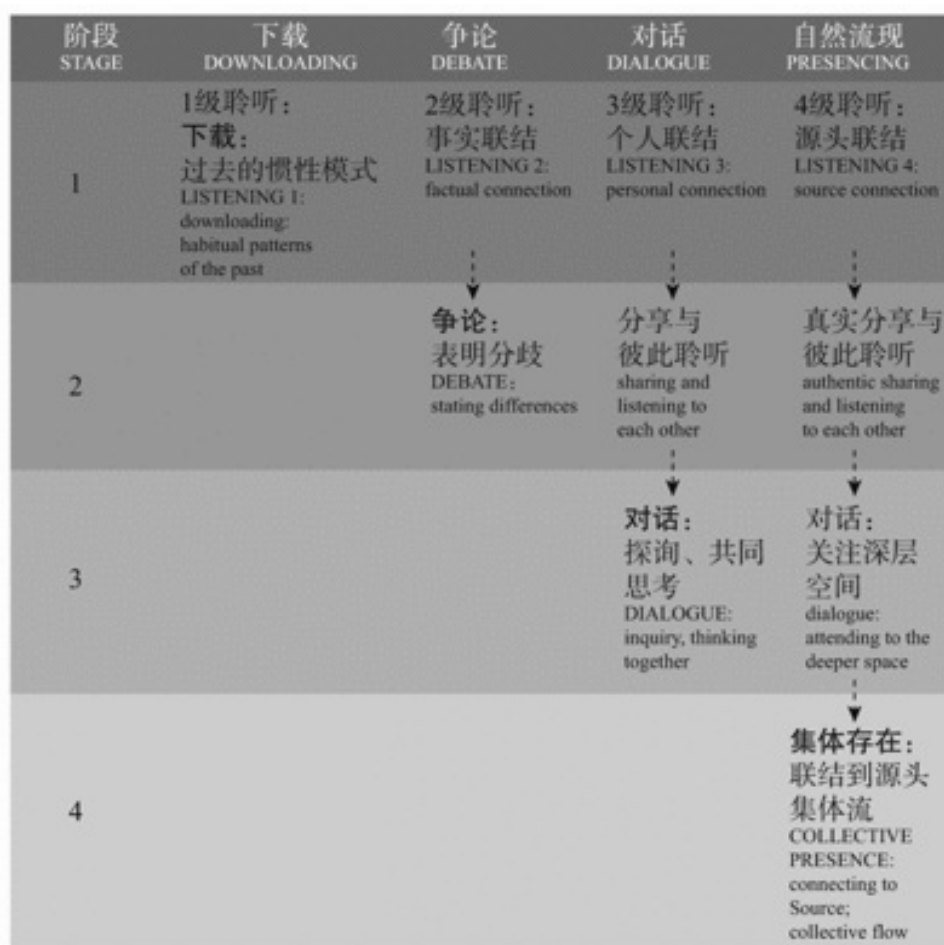 阶段
STAGE
下载
DOWNLOADING
争论
DEBATE
对话
DIALOGUE
自然流现
PRESENCING
1
1级聆听：
下载：
过去的惯性模式
LISTENING 1:
downloading:
habitual patterns
of the past
2级聆听：
事实联结
LISTENING 2:
factual connection
3级聆听：
个人联结
LISTENING 3:
personal connection
4级聆听：
源头联结
LISTENING 4:
source connection
2
争论：
表明分歧
DEBATE：
stating differences
分享与
彼此聆听
sharing and
listening to
each other
真实分享与
彼此聆听
authentic sharing
and listening
to each other
3
对话：
探询、共同
思考
DIALOGUE:
inquiry, thinking
together
对话：
关注深层
空间
dialogue:
attending to the
deeper space
4
集体存在：
联结到源头
集体流
COLLECTIVE
PRESENCE:
connecting to
Source;
collective flow